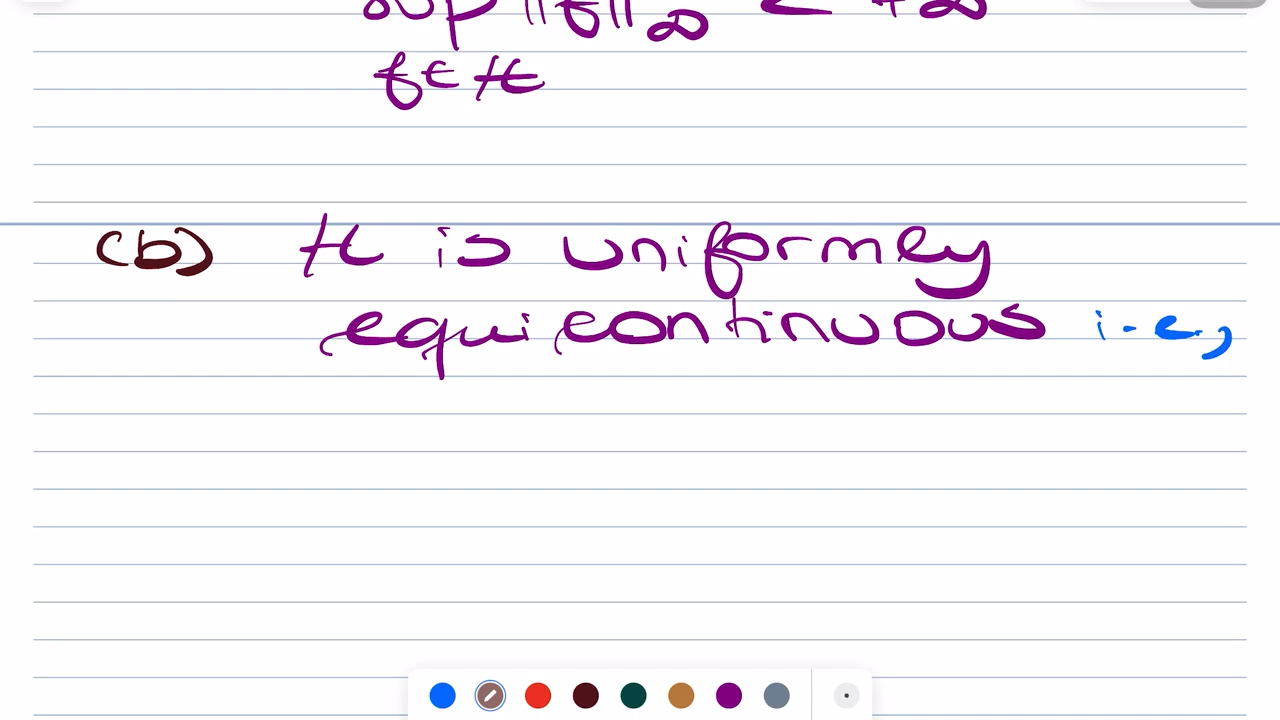 sup ‖f‖∞ < +∞
f ∈ H
(b) H is uniformly
equicontinuous i.e.,